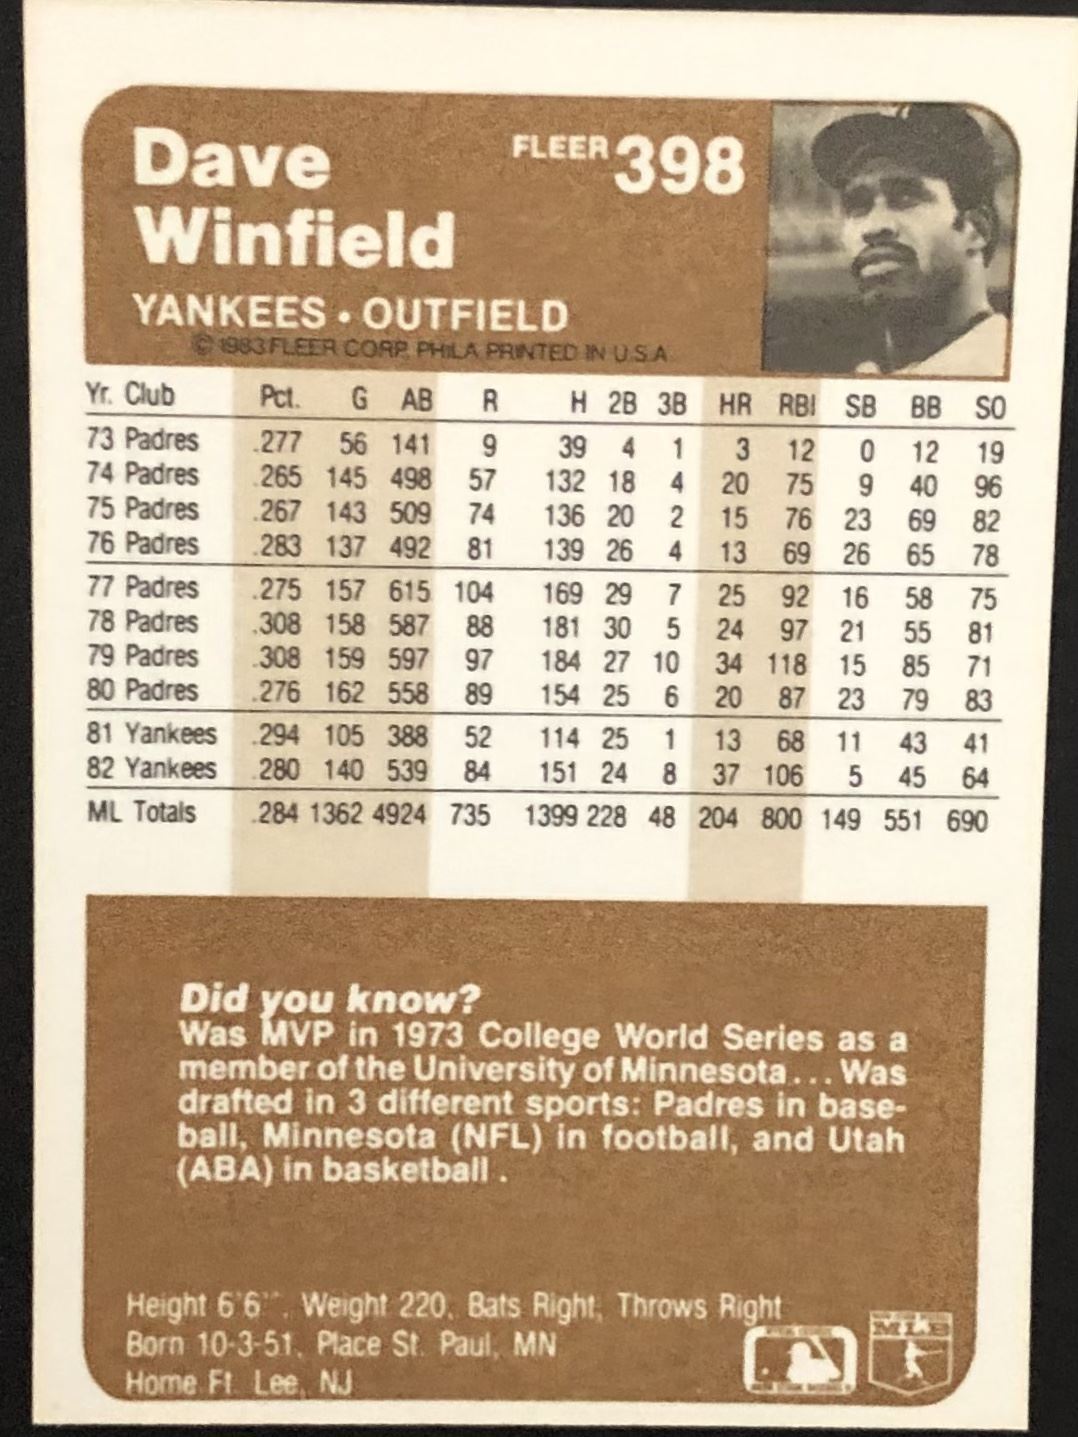 Dave
Winfield
FLEER 398
YANKEES • OUTFIELD
© 1983 FLEER CORP. PHILA PRINTED IN U.S.A
Yr. Club Pct. G AB R H 2B 3B HR RBI SB BB SO
73 Padres .277 56 141 9 39 4 1 3 12 0 12 19
74 Padres .265 145 498 57 132 18 4 20 75 9 40 96
75 Padres .267 143 509 74 136 20 2 15 76 23 69 82
76 Padres .283 137 492 81 139 26 4 13 69 26 65 78
77 Padres .275 157 615 104 169 29 7 25 92 16 58 75
78 Padres .308 158 587 88 181 30 5 24 97 21 55 81
79 Padres .308 159 597 97 184 27 10 34 118 15 85 71
80 Padres .276 162 558 89 154 25 6 20 87 23 79 83
81 Yankees .294 105 388 52 114 25 1 13 68 11 43 41
82 Yankees .280 140 539 84 151 24 8 37 106 5 45 64
ML Totals .284 1362 4924 735 1399 228 48 204 800 149 551 690
Did you know?
Was MVP in 1973 College World Series as a
member of the University of Minnesota... Was
drafted in 3 different sports: Padres in base-
ball, Minnesota (NFL) in football, and Utah
(ABA) in basketball .
Height 6'6", Weight 220, Bats Right, Throws Right
Born 10-3-51, Place St. Paul, MN
Home Ft. Lee, NJ